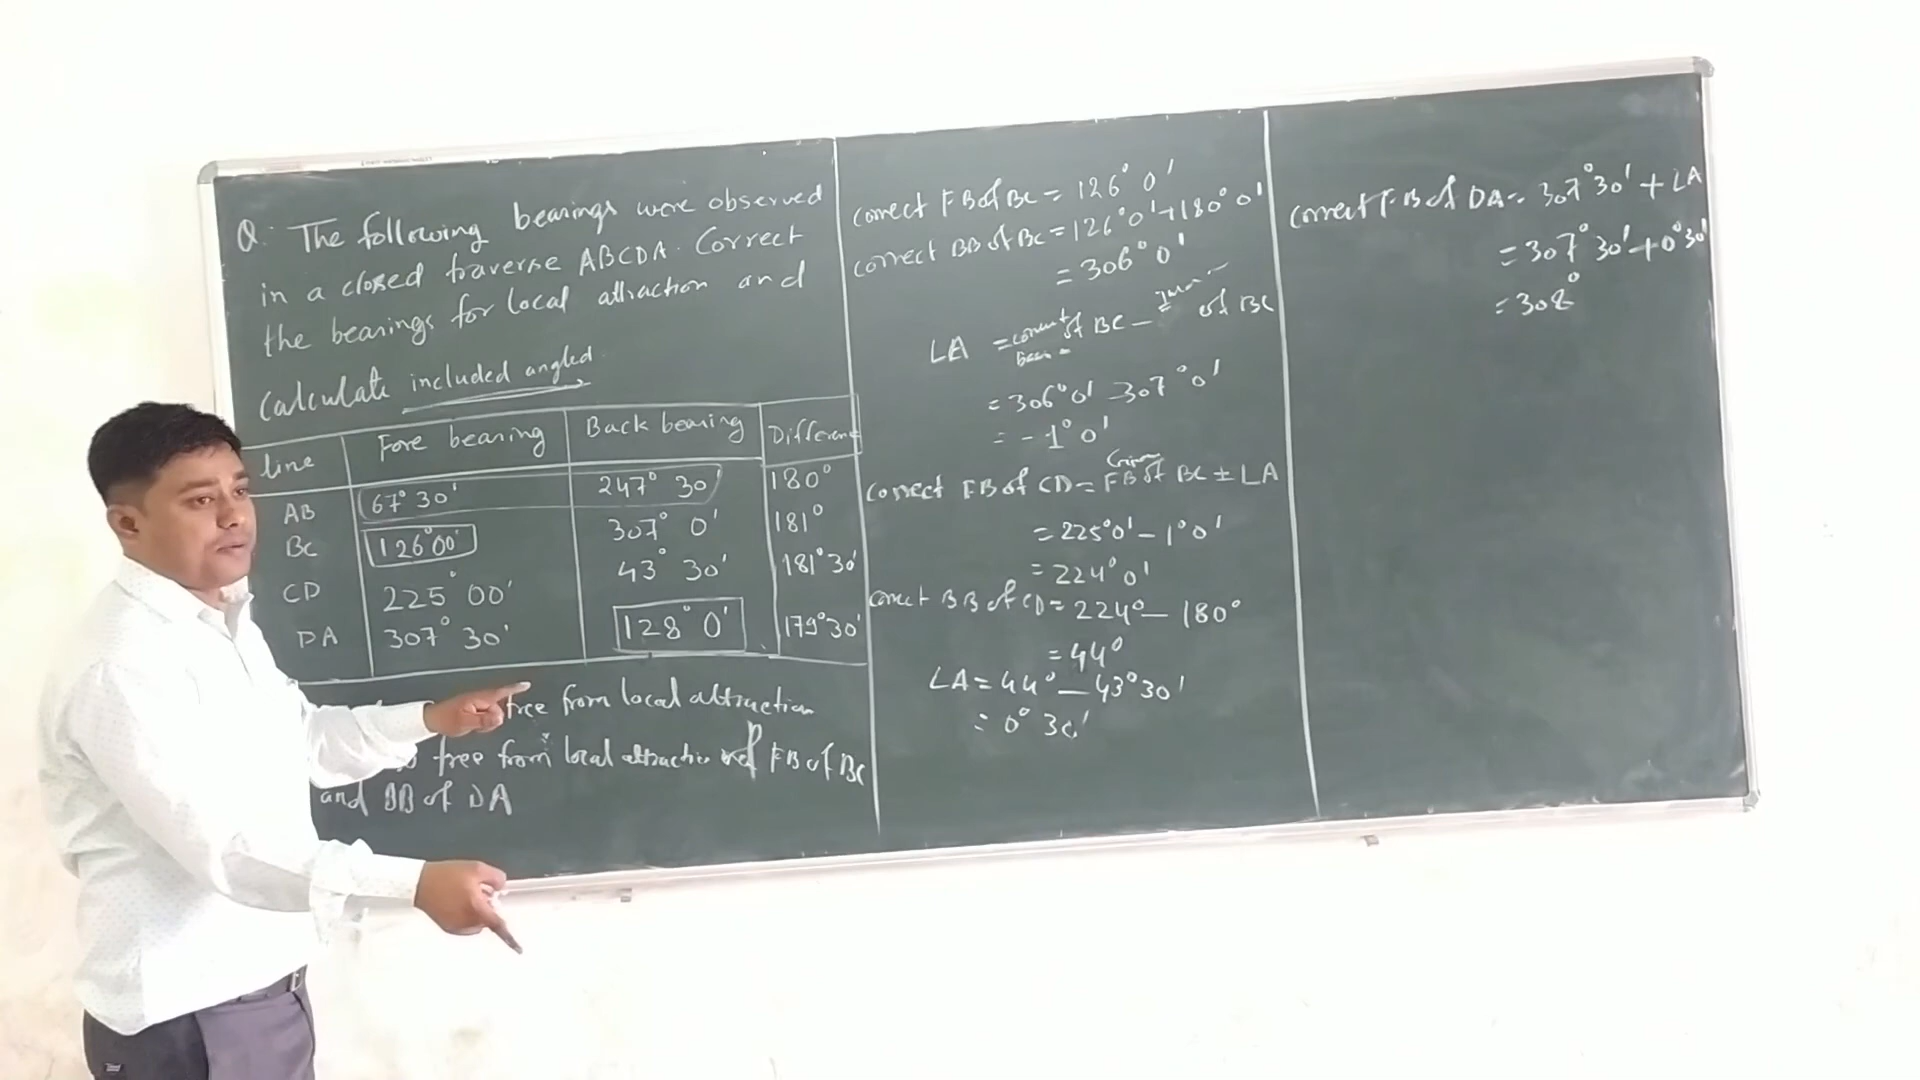 Q. The following bearings were observed
in a closed traverse ABCDA. Correct
the bearings for local attraction and
Calculate included angled
line Fore bearing Back bearing Difference
AB 67° 30' 247° 30' 180°
BC 126°00' 307° 0' 181°
CD 225° 00' 43° 30' 181°30'
DA 307° 30' 128° 0' 179°30'
free from local attraction
free from local attraction FB of BC
and BB of DA
correct FB of BC = 126° 0'
correct BB of BC = 126°0'+180°0'
= 306° 0'
LA = of BC - of BC
= 306°0' - 307°0'
= - 1° 0'
correct FB of CD = FB of BC ± LA
= 225°0' - 1°0'
= 224° 0'
correct BB of CD = 224° - 180°
= 44°
LA = 44° - 43°30'
= 0° 30'
correct FB of DA = 307°30' + LA
= 307° 30' + 0°30'
= 308°